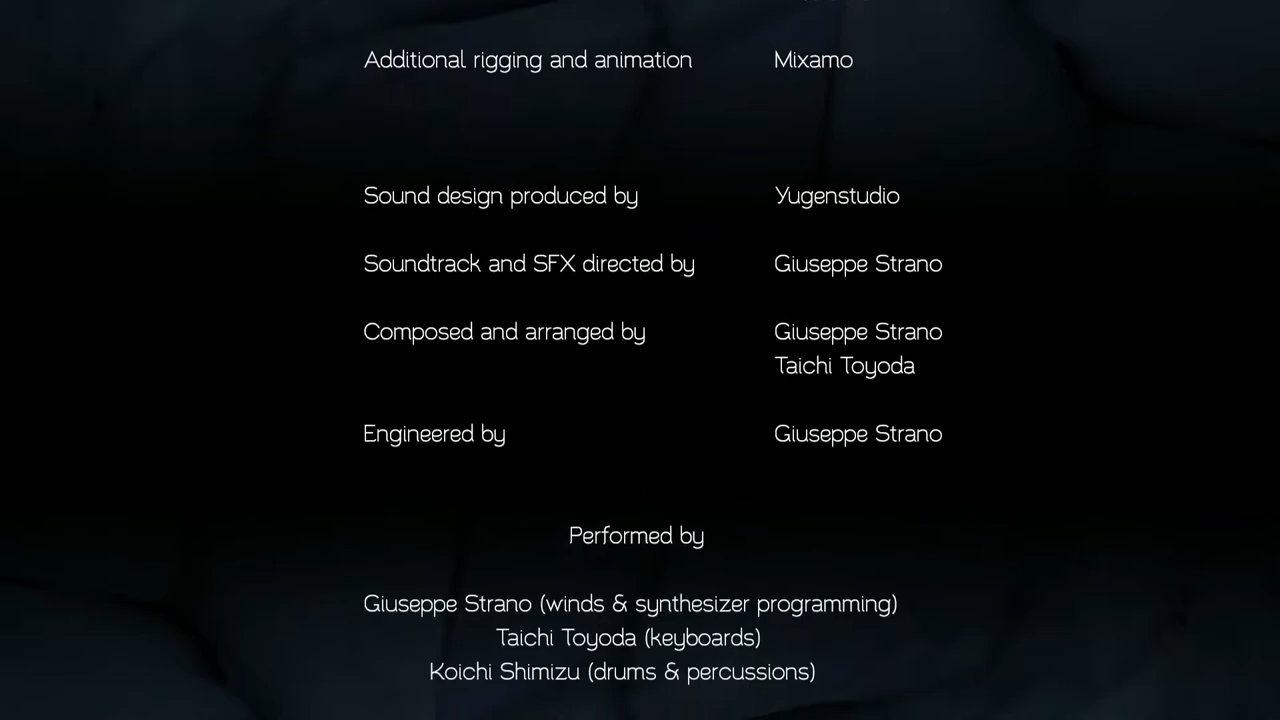 Additional rigging and animation Mixamo
Sound design produced by Yugenstudio
Soundtrack and SFX directed by Giuseppe Strano
Composed and arranged by Giuseppe Strano
Taichi Toyoda
Engineered by Giuseppe Strano
Performed by
Giuseppe Strano (winds & synthesizer programming)
Taichi Toyoda (keyboards)
Koichi Shimizu (drums & percussions)